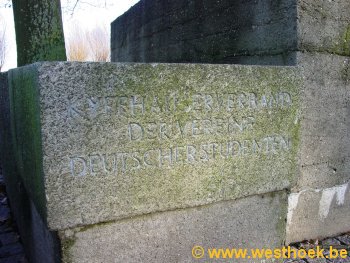 KYFFHÄUSERVERBAND
DER VEREINE
DEUTSCHER STUDENTEN
© www.westhoek.be